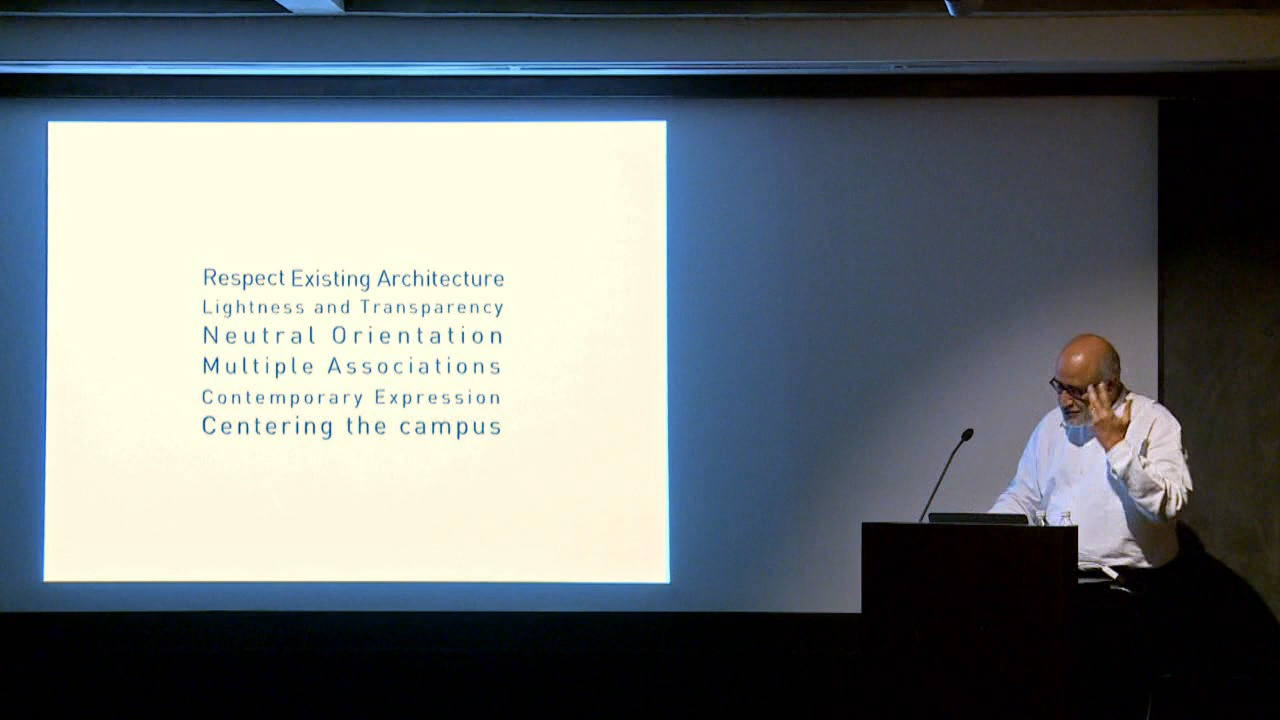 Respect Existing Architecture
Lightness and Transparency
Neutral Orientation
Multiple Associations
Contemporary Expression
Centering the campus